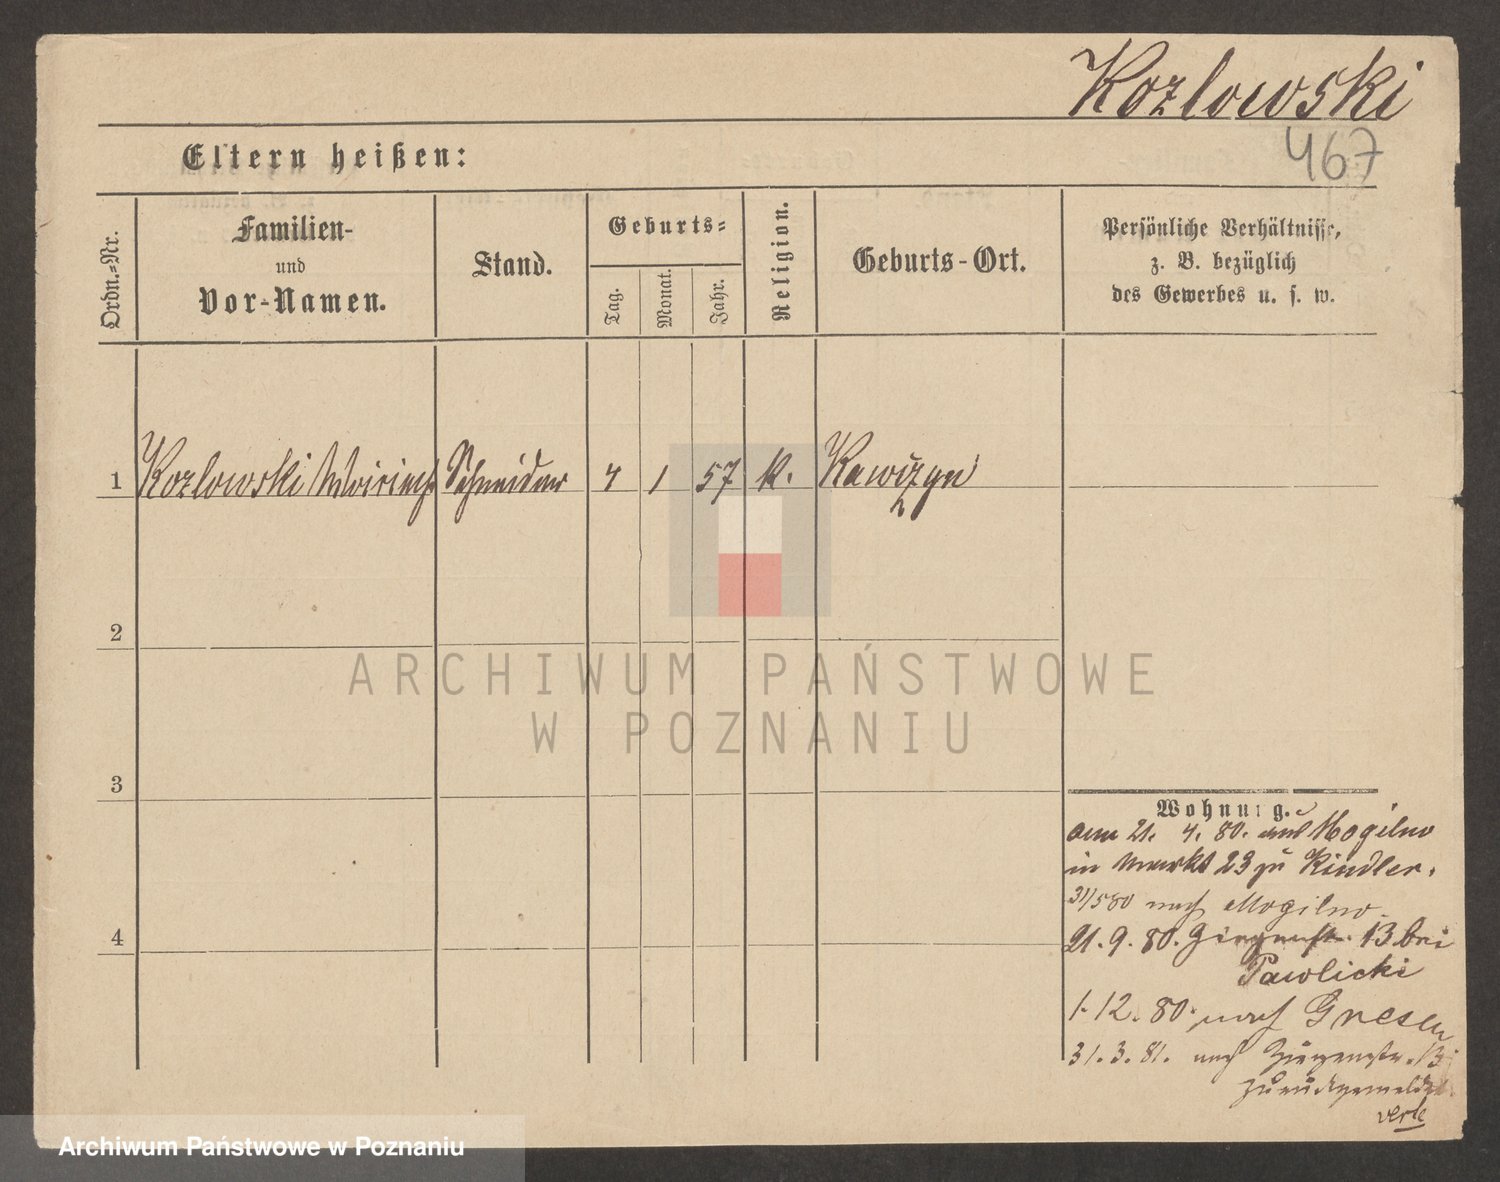 Kozlowski
467
Eltern heißen:
Ordn.-Nr.
Familien-
und
Vor-Namen.
Stand.
Geburts-
Tag.
Monat.
Jahr.
Religion.
Geburts-Ort.
Persönliche Verhältnisse,
z. B. bezüglich
des Gewerbes u. s. w.
1 Kozlowski Schneider 4 1 57 k.
2
3
4
ARCHIWUM PAŃSTWOWE
W POZNANIU
Wohnung.
am 21. 4. 80. aus Mogilno
in Markt 23 zu Kindler.
31/5 80 nach Mogilno
21. 9. 80. 13 bei
Pawlicki
1. 12. 80. nach Gnesen
31. 3. 81. 13
zurückgemeldet
Archiwum Państwowe w Poznaniu